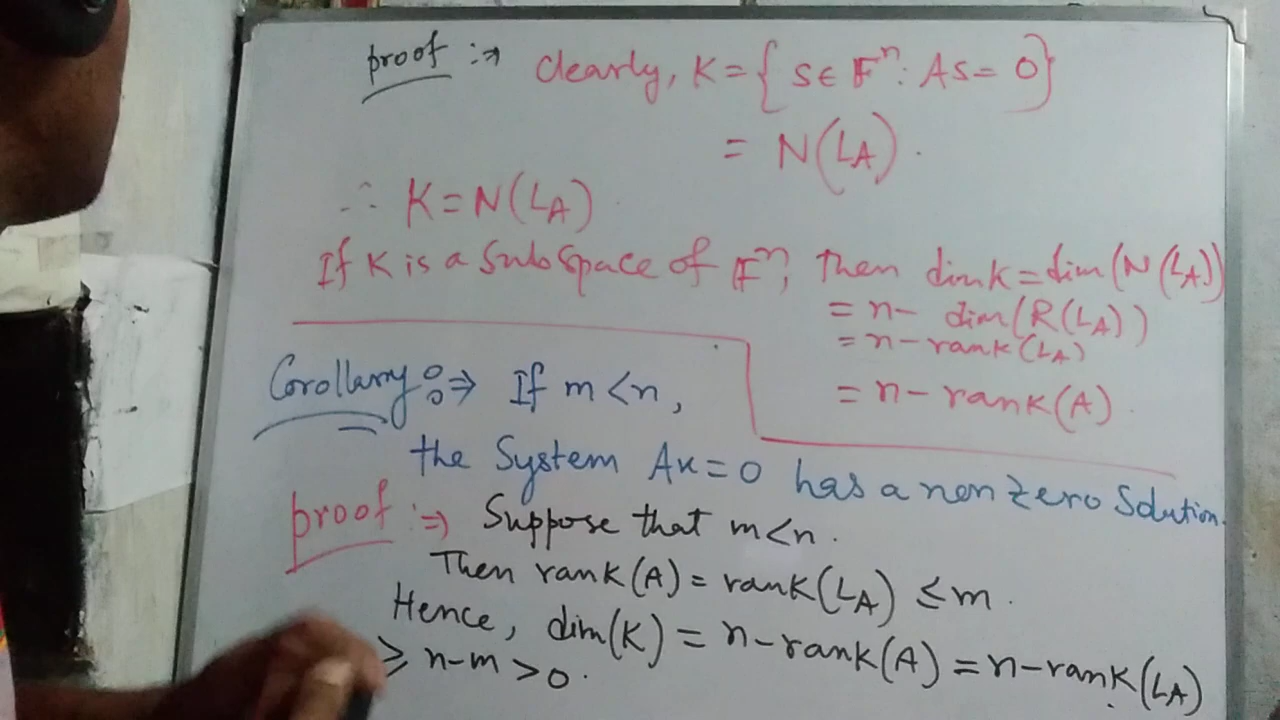 proof :→ clearly, K = { s ∈ F^n : As = 0 }
= N(L_A).
∴ K = N(L_A)
If K is a Subspace of F^n, Then dim K = dim(N(L_A))
= n - dim(R(L_A))
= n - rank(L_A)
= n - rank(A).
Corollary :⇒ If m < n,
the System Ax = 0 has a non zero Solution.
proof :⇒ Suppose that m < n.
Then rank(A) = rank(L_A) ≤ m.
Hence, dim(K) = n - rank(A) = n - rank(L_A)
≥ n - m > 0.